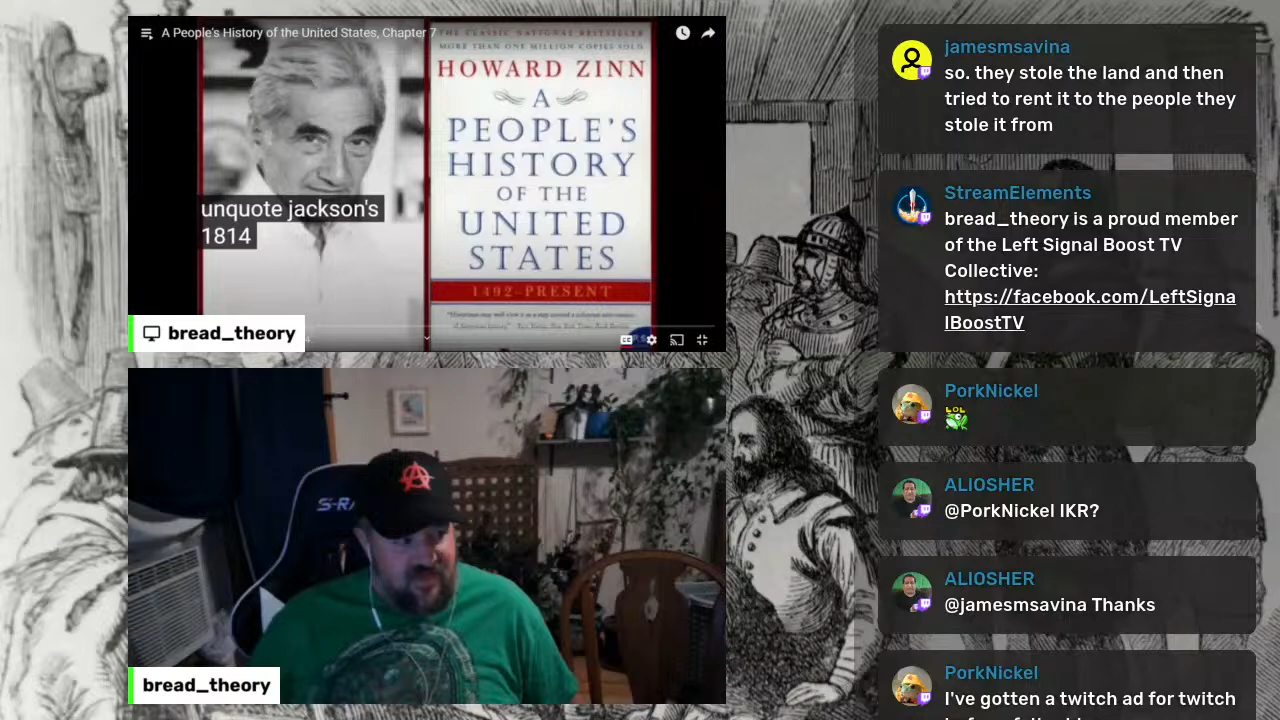 A People's History of the United States, Chapter 7
THE CLASSIC NATIONAL BESTSELLER
MORE THAN ONE MILLION COPIES SOLD
HOWARD ZINN
A
PEOPLE'S
HISTORY
OF THE
UNITED
STATES
1492–PRESENT
unquote jackson's
1814
bread_theory
bread_theory
jamesmsavina
so. they stole the land and then
tried to rent it to the people they
stole it from
StreamElements
bread_theory is a proud member
of the Left Signal Boost TV
Collective:
https://facebook.com/LeftSigna
lBoostTV
PorkNickel
LOL
ALIOSHER
@PorkNickel IKR?
ALIOSHER
@jamesmsavina Thanks
PorkNickel
I've gotten a twitch ad for twitch